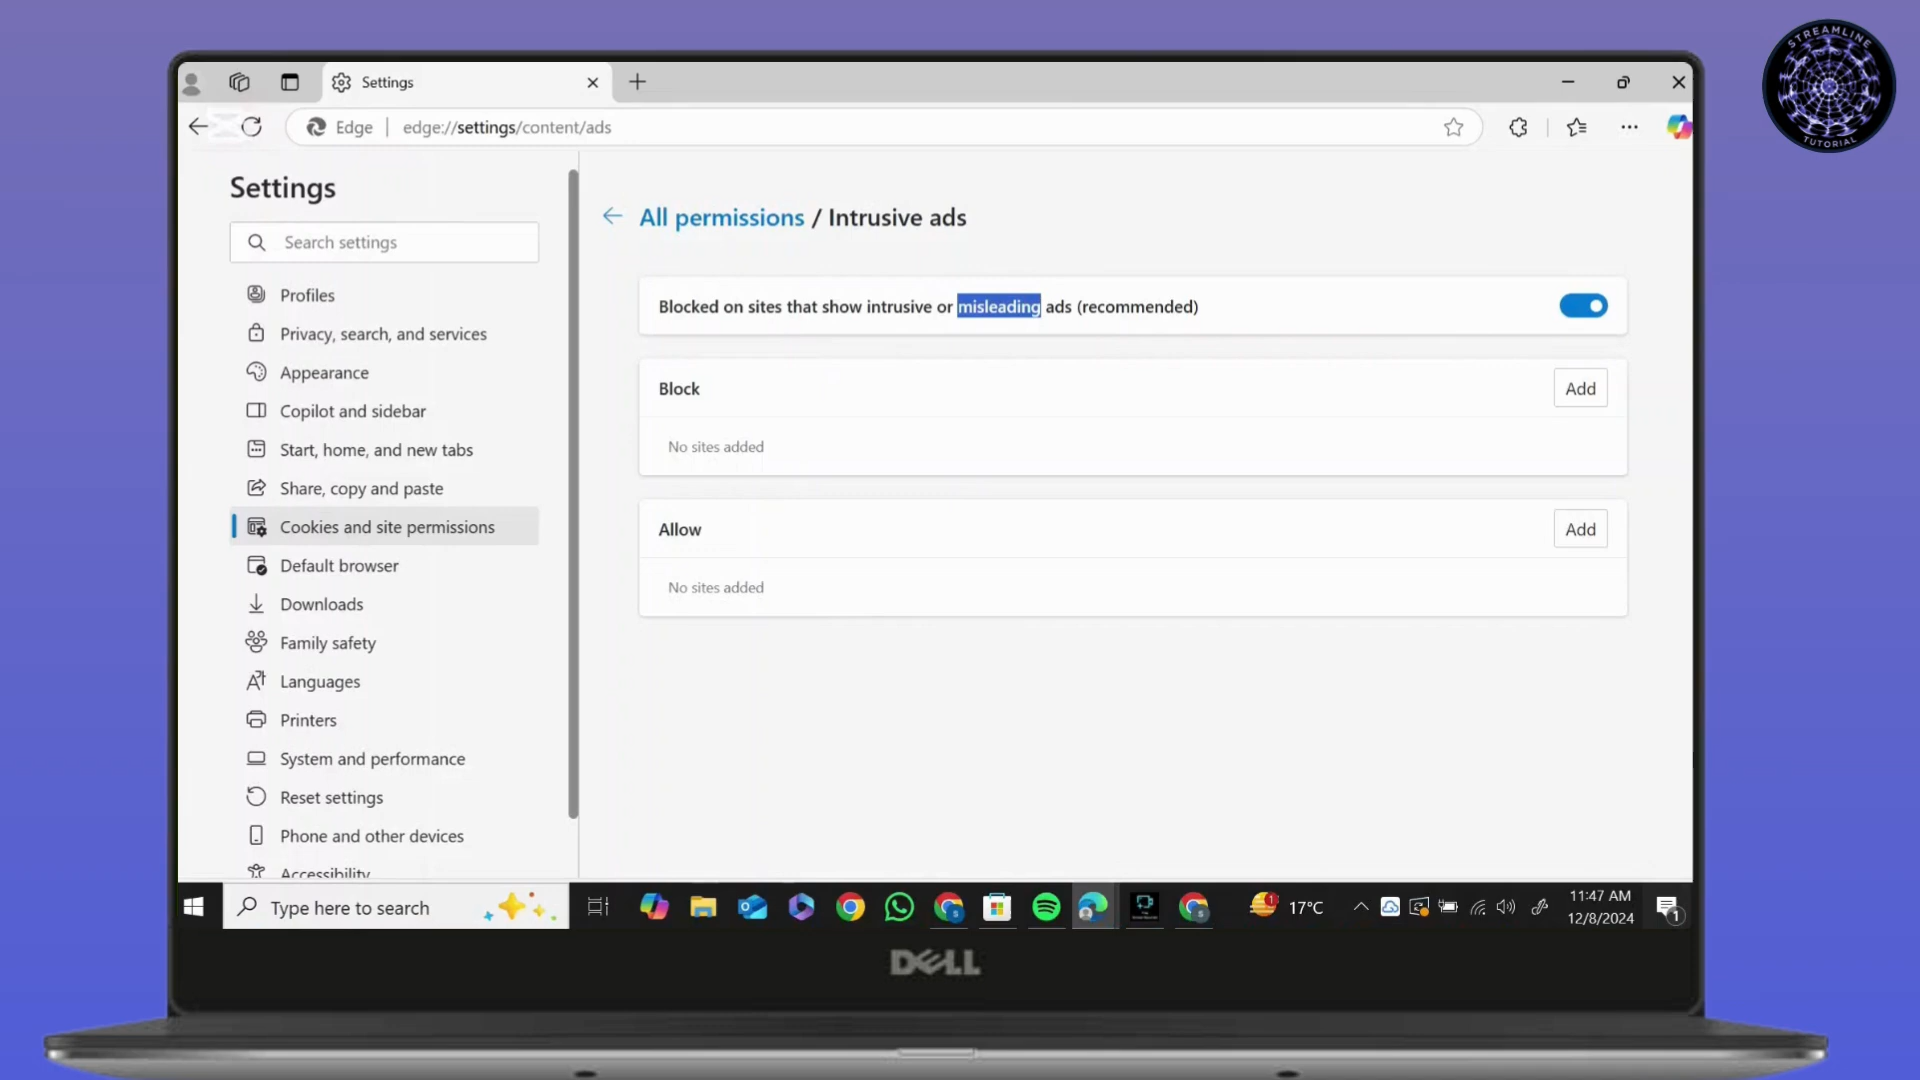 STREAMLINE
TUTORIAL
Settings
Edge
edge://settings/content/ads
Settings
Search settings
Profiles
Privacy, search, and services
Appearance
Copilot and sidebar
Start, home, and new tabs
Share, copy and paste
Cookies and site permissions
Default browser
Downloads
Family safety
Languages
Printers
System and performance
Reset settings
Phone and other devices
Accessibility
All permissions / Intrusive ads
Blocked on sites that show intrusive or misleading ads (recommended)
Block
Add
No sites added
Allow
Add
No sites added
Type here to search
1
17°C
11:47 AM
12/8/2024
1
DELL